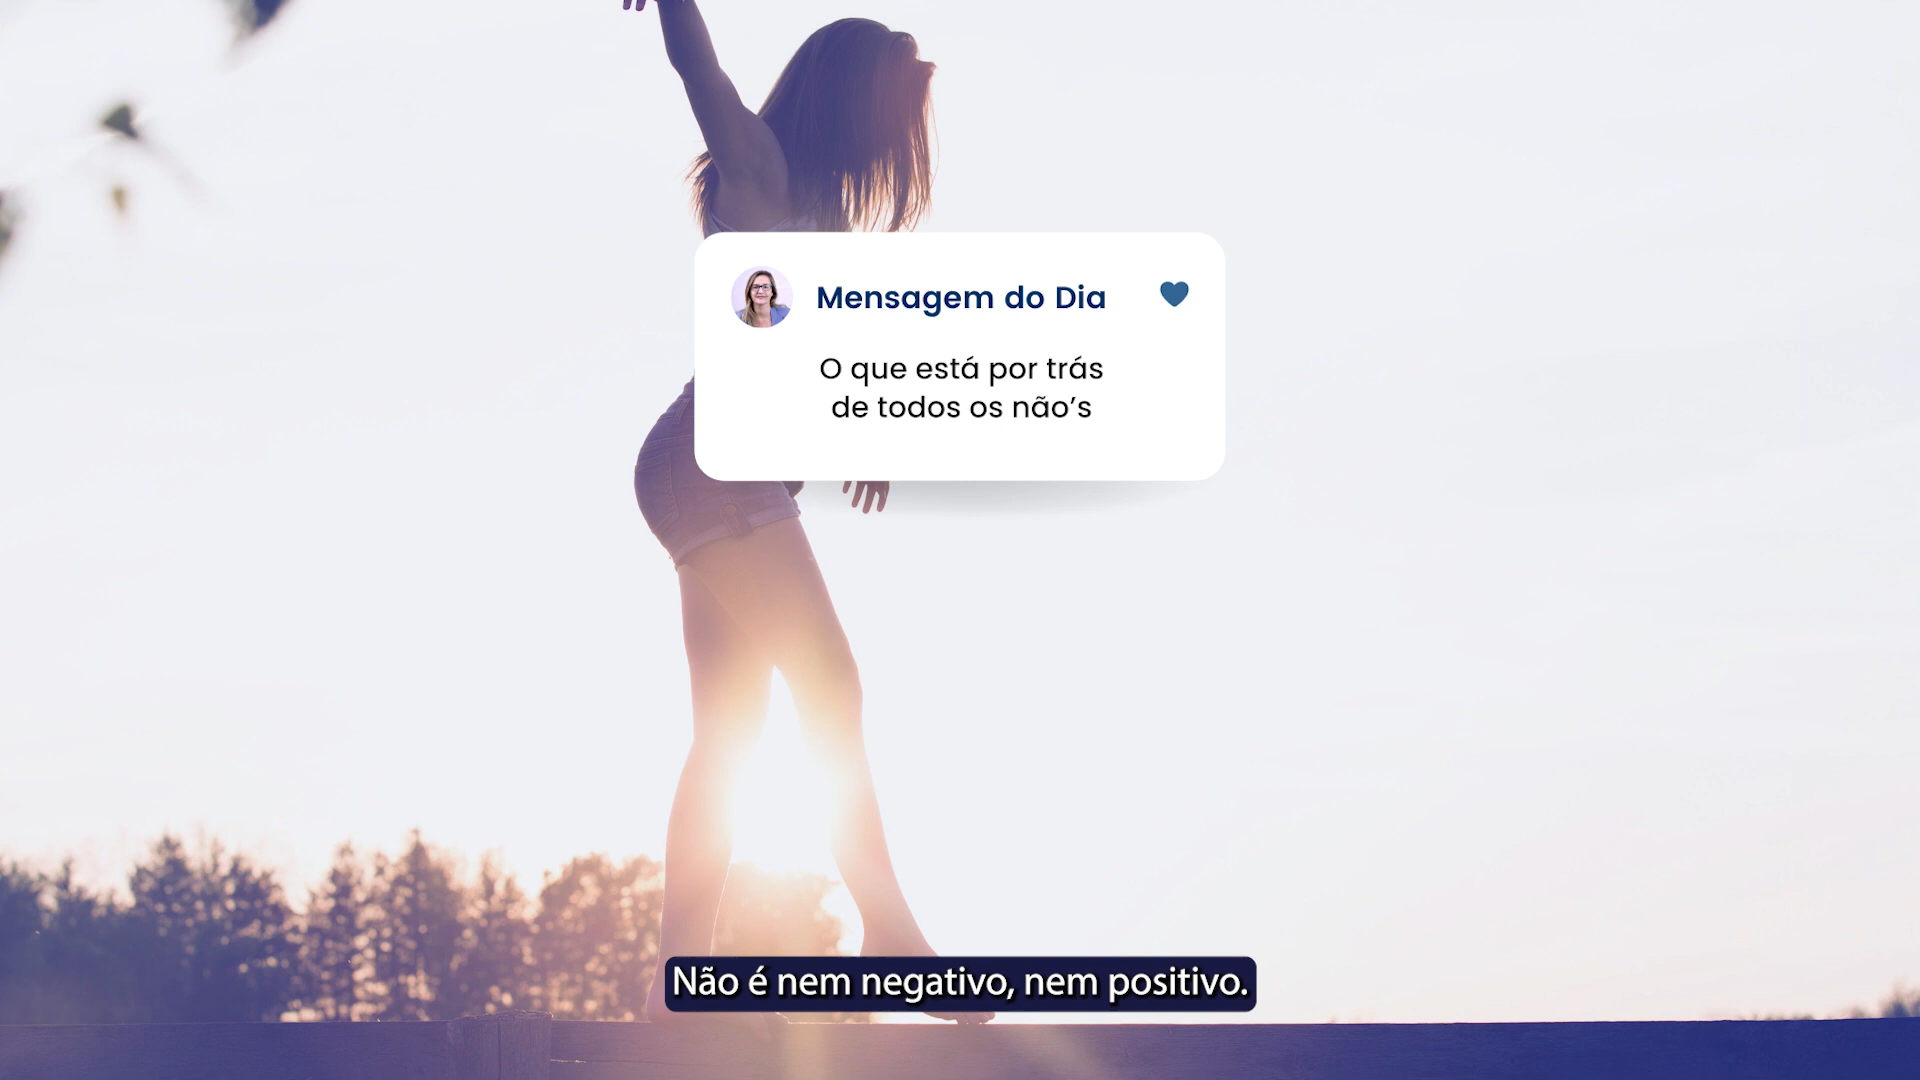 Mensagem do Dia
O que está por trás
de todos os não’s
Não é nem negativo, nem positivo.